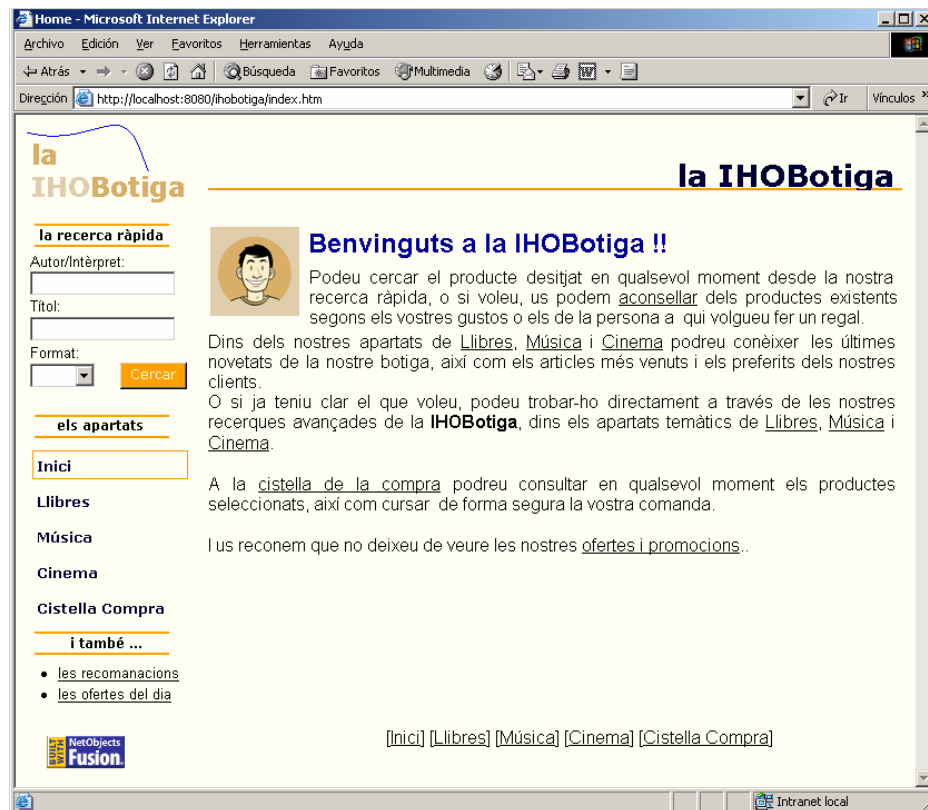 Home - Microsoft Internet Explorer
Archivo Edición Ver Favoritos Herramientas Ayuda
Atrás Búsqueda Favoritos Multimedia
Dirección http://localhost:8080/ihobotiga/index.htm Ir Vínculos »
la
IHOBotiga
la IHOBotiga
la recerca ràpida
Autor/Intèrpret:
Títol:
Format:
Cercar
els apartats
Inici
Llibres
Música
Cinema
Cistella Compra
i també ...
les recomanacions
les ofertes del dia
BUILT WITH
NetObjects
Fusion.
Benvinguts a la IHOBotiga !!
Podeu cercar el producte desitjat en qualsevol moment desde la nostra
recerca ràpida, o si voleu, us podem aconsellar dels productes existents
segons els vostres gustos o els de la persona a qui volgueu fer un regal.
Dins dels nostres apartats de Llibres, Música i Cinema podreu conèixer les últimes
novetats de la nostre botiga, així com els articles més venuts i els preferits dels nostres
clients.
O si ja teniu clar el que voleu, podeu trobar-ho directament a través de les nostres
recerques avançades de la IHOBotiga, dins els apartats temàtics de Llibres, Música i
Cinema.
A la cistella de la compra podreu consultar en qualsevol moment els productes
seleccionats, així com cursar de forma segura la vostra comanda.
I us reconem que no deixeu de veure les nostres ofertes i promocions..
[Inici] [Llibres] [Música] [Cinema] [Cistella Compra]
Intranet local